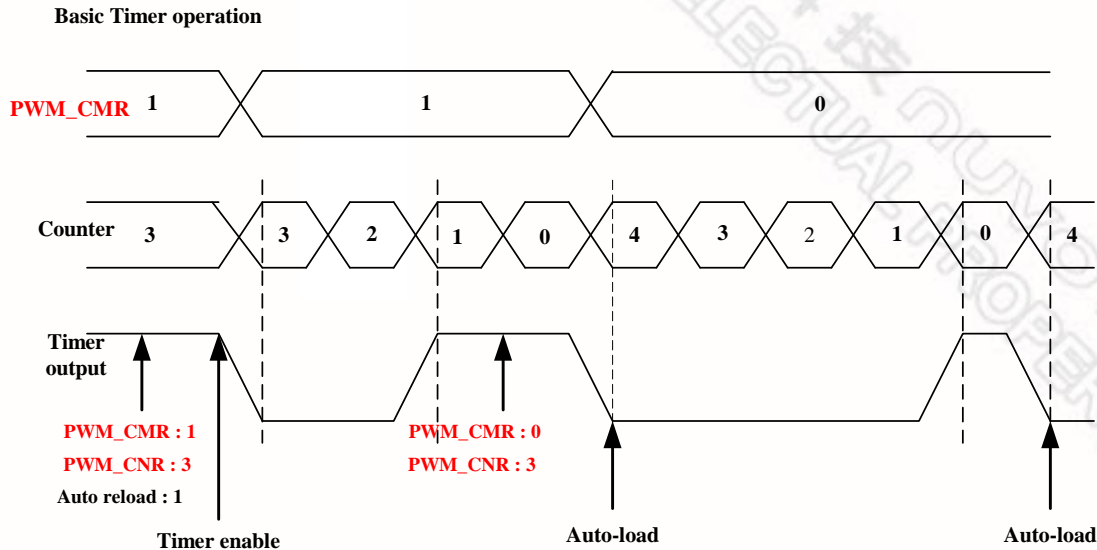 Basic Timer operation
PWM_CMR
1
1
0
Counter
3
3
2
1
0
4
3
2
1
0
4
Timer
output
PWM_CMR : 1
PWM_CNR : 3
Auto reload : 1
PWM_CMR : 0
PWM_CNR : 3
Timer enable
Auto-load
Auto-load